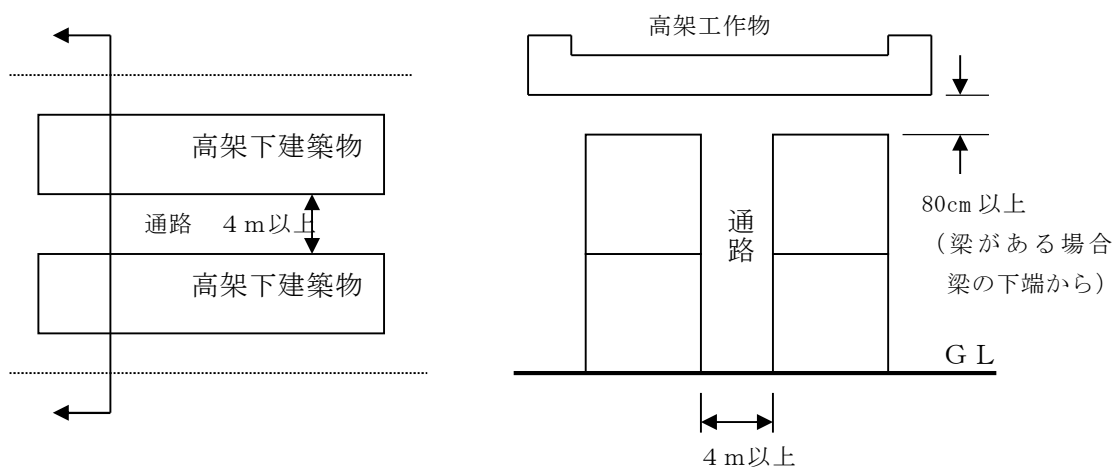 高架下建築物
通路　４ｍ以上
高架下建築物
高架工作物
通路
80cm 以上
（梁がある場合
梁の下端から）
ＧＬ
４ｍ以上